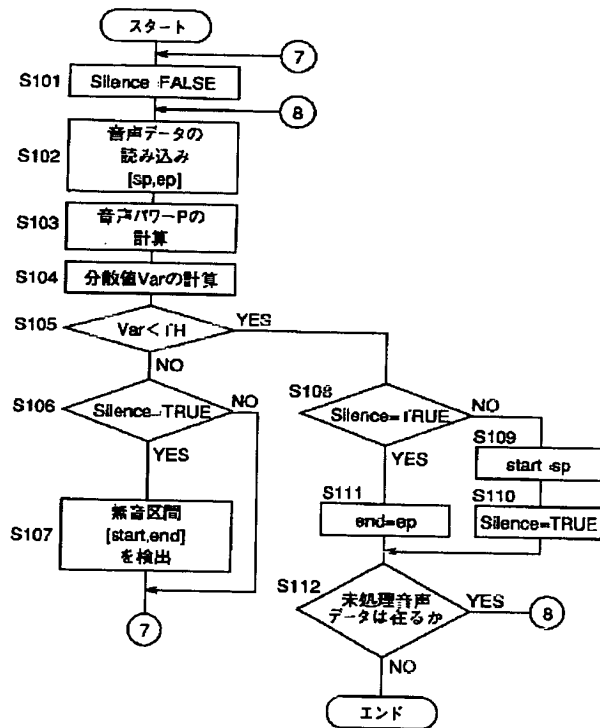 スタート
7
S101
Silence=FALSE
8
S102
音声データの
読み込み
[sp,ep]
S103
音声パワーPの
計算
S104
分散値Varの計算
S105
Var<TH
YES
NO
S106
Silence=TRUE
NO
YES
S107
無音区間
[start,end]
を検出
7
S108
Silence=TRUE
NO
YES
S109
start=sp
S110
Silence=TRUE
S111
end=ep
S112
未処理音声
データは在るか
YES
8
NO
エンド